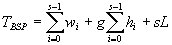 T_{BSP} = \sum_{i=0}^{s-1} w_i + g \sum_{i=0}^{s-1} h_i + sL